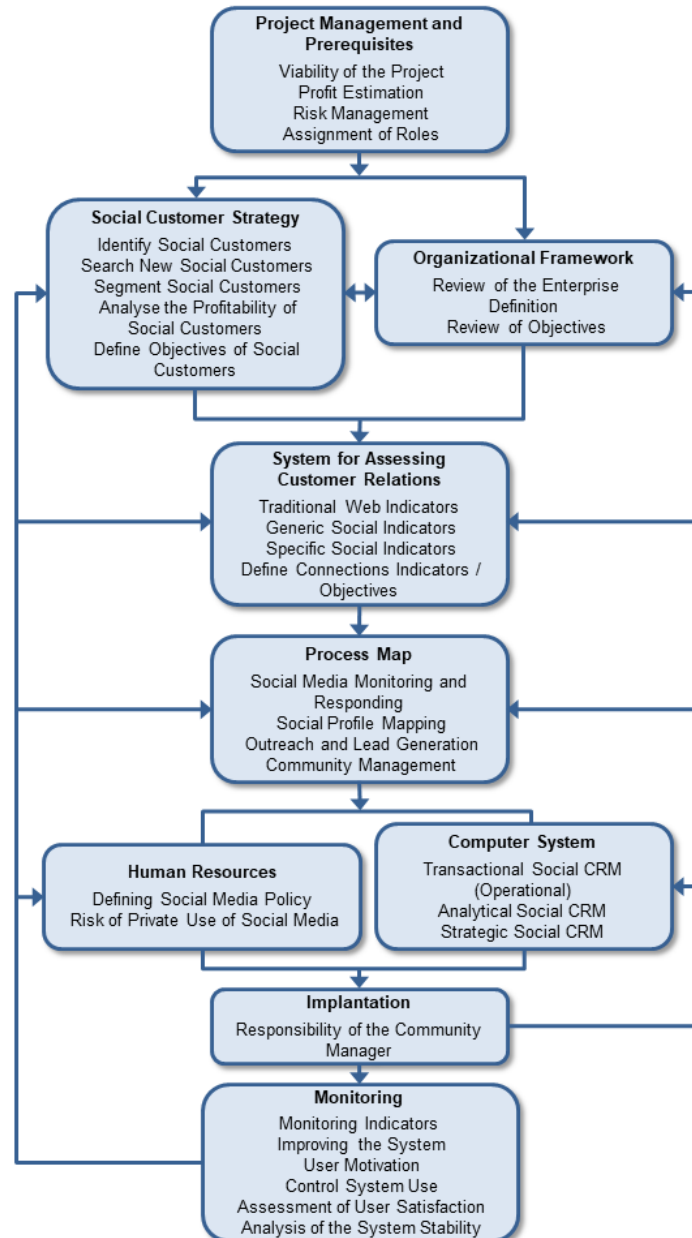 Project Management and
Prerequisites
Viability of the Project
Profit Estimation
Risk Management
Assignment of Roles
Social Customer Strategy
Identify Social Customers
Search New Social Customers
Segment Social Customers
Analyse the Profitability of
Social Customers
Define Objectives of Social
Customers
Organizational Framework
Review of the Enterprise
Definition
Review of Objectives
System for Assessing
Customer Relations
Traditional Web Indicators
Generic Social Indicators
Specific Social Indicators
Define Connections Indicators /
Objectives
Process Map
Social Media Monitoring and
Responding
Social Profile Mapping
Outreach and Lead Generation
Community Management
Human Resources
Defining Social Media Policy
Risk of Private Use of Social Media
Computer System
Transactional Social CRM
(Operational)
Analytical Social CRM
Strategic Social CRM
Implantation
Responsibility of the Community
Manager
Monitoring
Monitoring Indicators
Improving the System
User Motivation
Control System Use
Assessment of User Satisfaction
Analysis of the System Stability